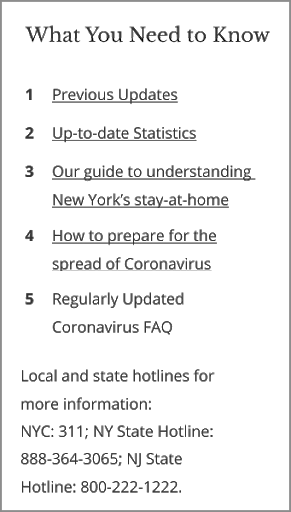 What You Need to Know
1 Previous Updates
2 Up-to-date Statistics
3 Our guide to understanding
New York's stay-at-home
4 How to prepare for the
spread of Coronavirus
5 Regularly Updated
Coronavirus FAQ
Local and state hotlines for
more information:
NYC: 311; NY State Hotline:
888-364-3065; NJ State
Hotline: 800-222-1222.